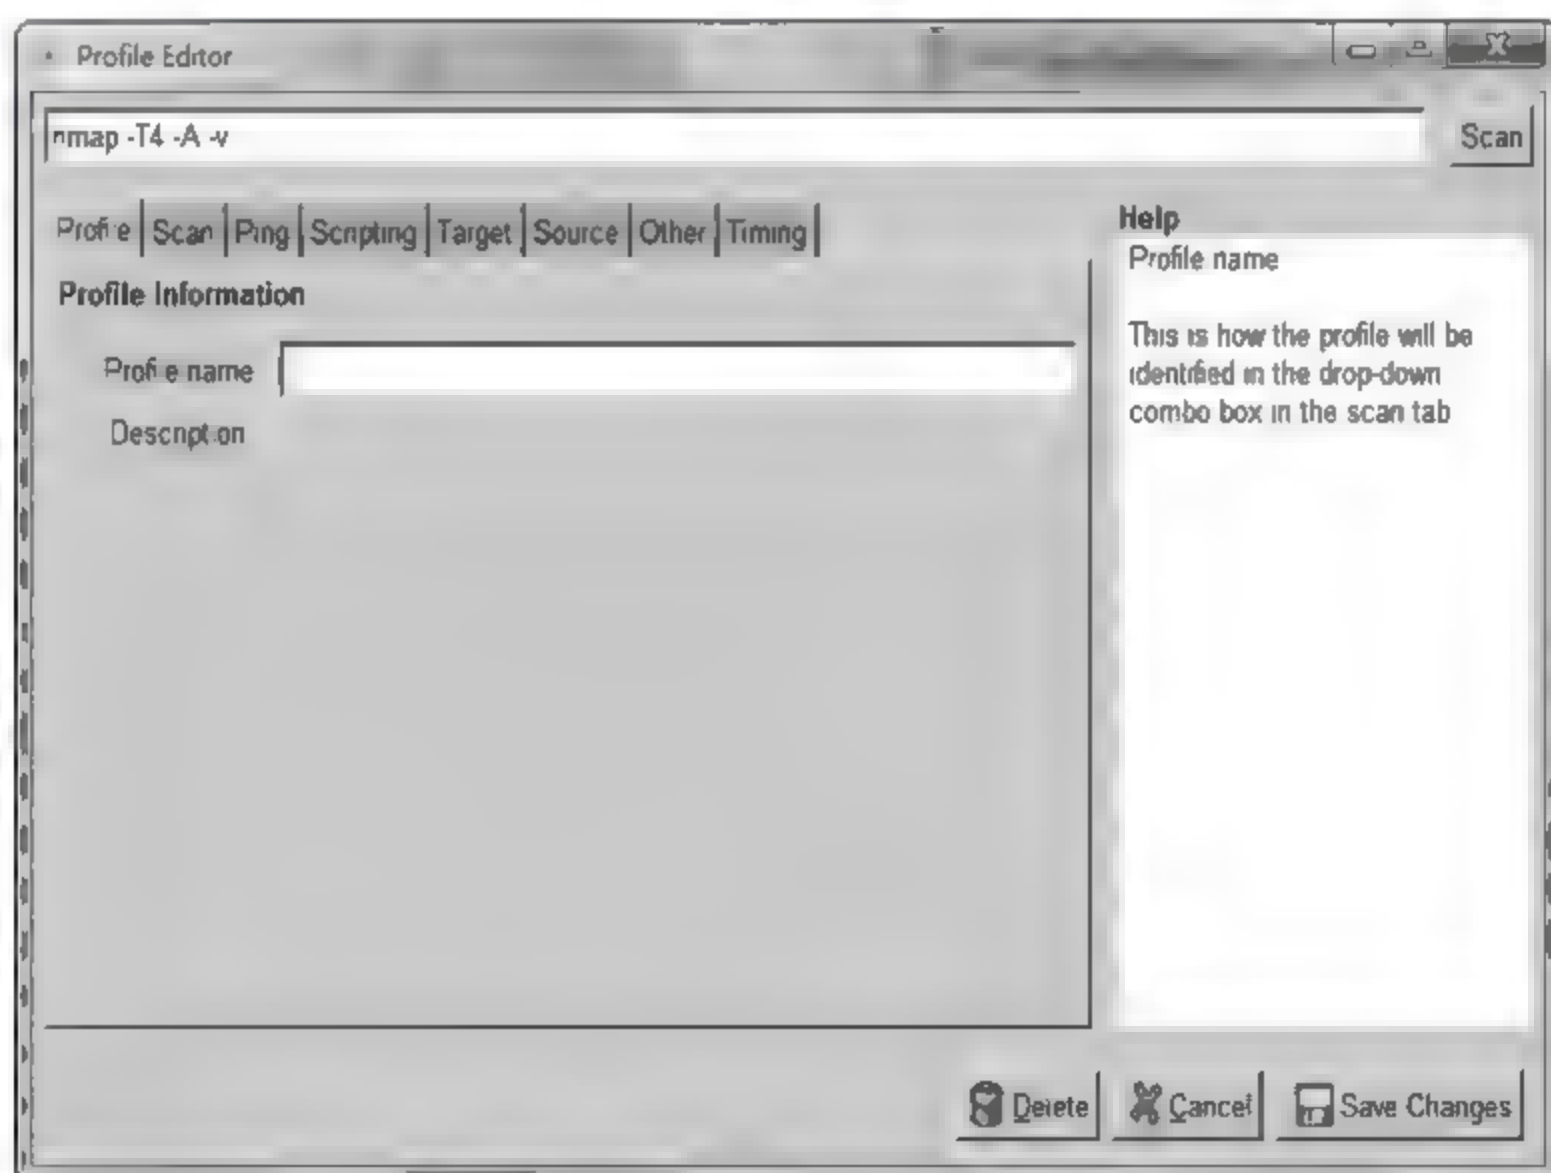 Profile Editor
nmap -T4 -A -v
Scan
Profile Scan Ping Scripting Target Source Other Timing
Profile Information
Profile name
Description
Help
Profile name
This is how the profile will be
identified in the drop-down
combo box in the scan tab
Delete Cancel Save Changes